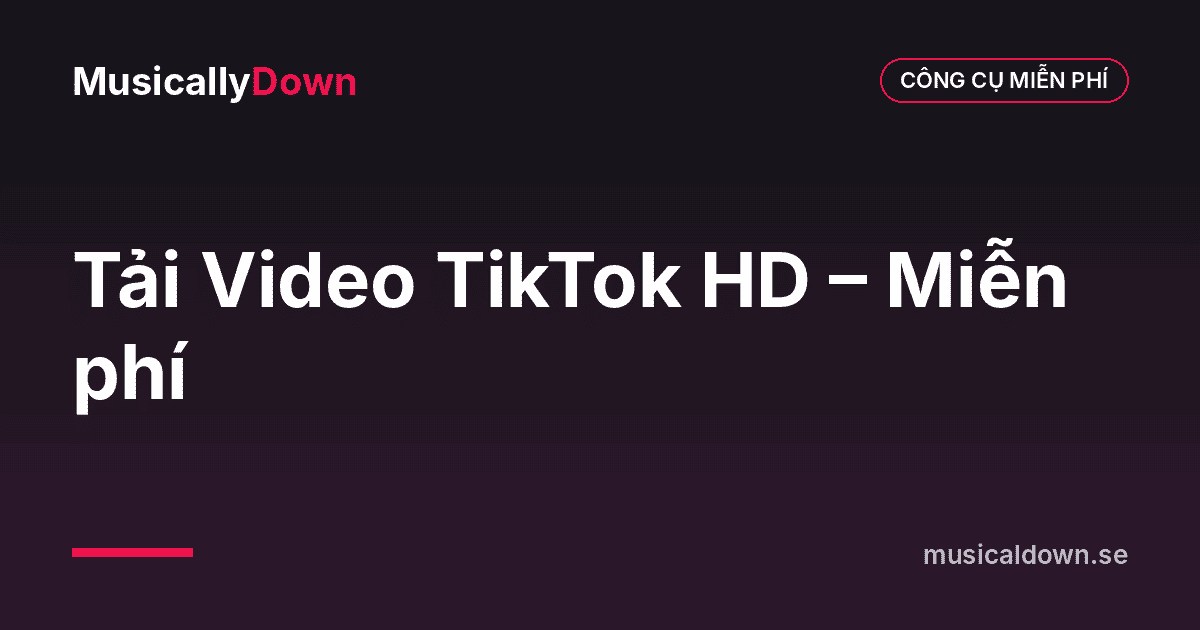 MusicallyDown
CÔNG CỤ MIỄN PHÍ
Tải Video TikTok HD – Miễn
phí
musicaldown.se